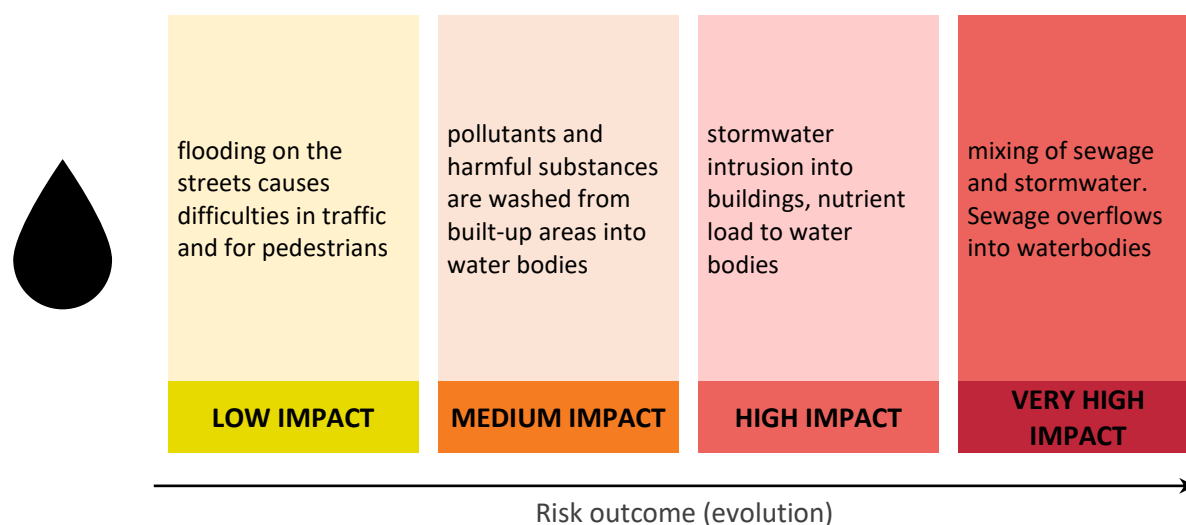 flooding on the
streets causes
difficulties in traffic
and for pedestrians
LOW IMPACT
pollutants and
harmful substances
are washed from
built-up areas into
water bodies
MEDIUM IMPACT
stormwater
intrusion into
buildings, nutrient
load to water
bodies
HIGH IMPACT
mixing of sewage
and stormwater.
Sewage overflows
into waterbodies
VERY HIGH
IMPACT
Risk outcome (evolution)